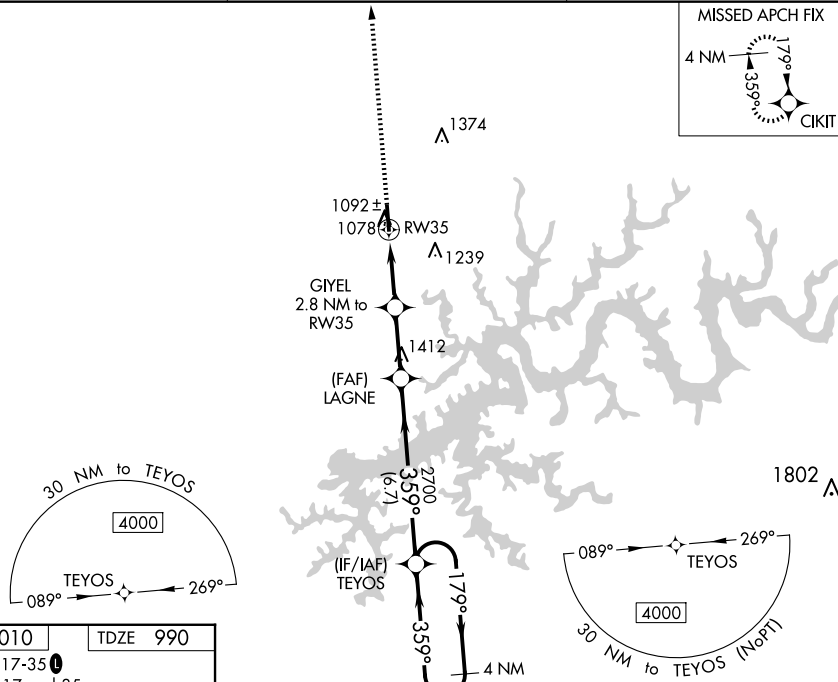 MISSED APCH FIX
4 NM
179°
359°
CIKIT
1374
1092 ±
1078
RW35
1239
GIYEL
2.8 NM to
RW35
1412
(FAF)
LAGNE
2700
359°
(6.7)
1802
30 NM to TEYOS
4000
TEYOS
089°
269°
(IF/IAF)
TEYOS
179°
359°
4 NM
089°
269°
TEYOS
4000
30 NM to TEYOS (NoPT)
010
TDZE 990
17-35 L